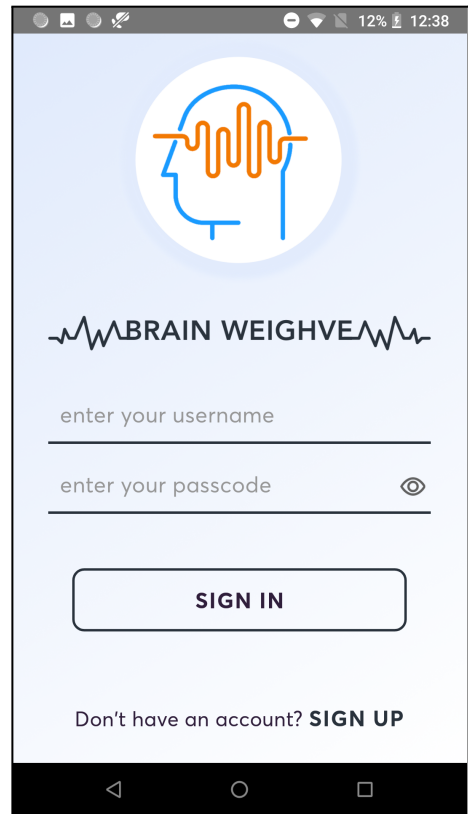 12% 12:38
BRAIN WEIGHVE
enter your username
enter your passcode
SIGN IN
Don't have an account? SIGN UP